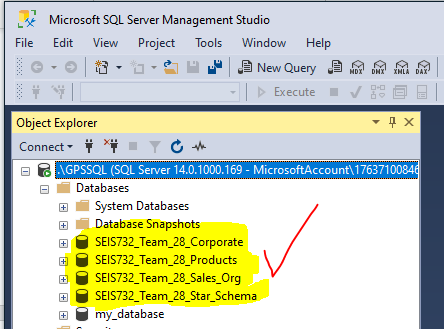 Microsoft SQL Server Management Studio
File Edit View Project Tools Window Help
New Query MDX DMX XMLA DAX
Execute
Object Explorer
Connect
.\GPSSQL (SQL Server 14.0.1000.169 - MicrosoftAccount\17637100846
Databases
System Databases
Database Snapshots
SEIS732_Team_28_Corporate
SEIS732_Team_28_Products
SEIS732_Team_28_Sales_Org
SEIS732_Team_28_Star_Schema
my_database